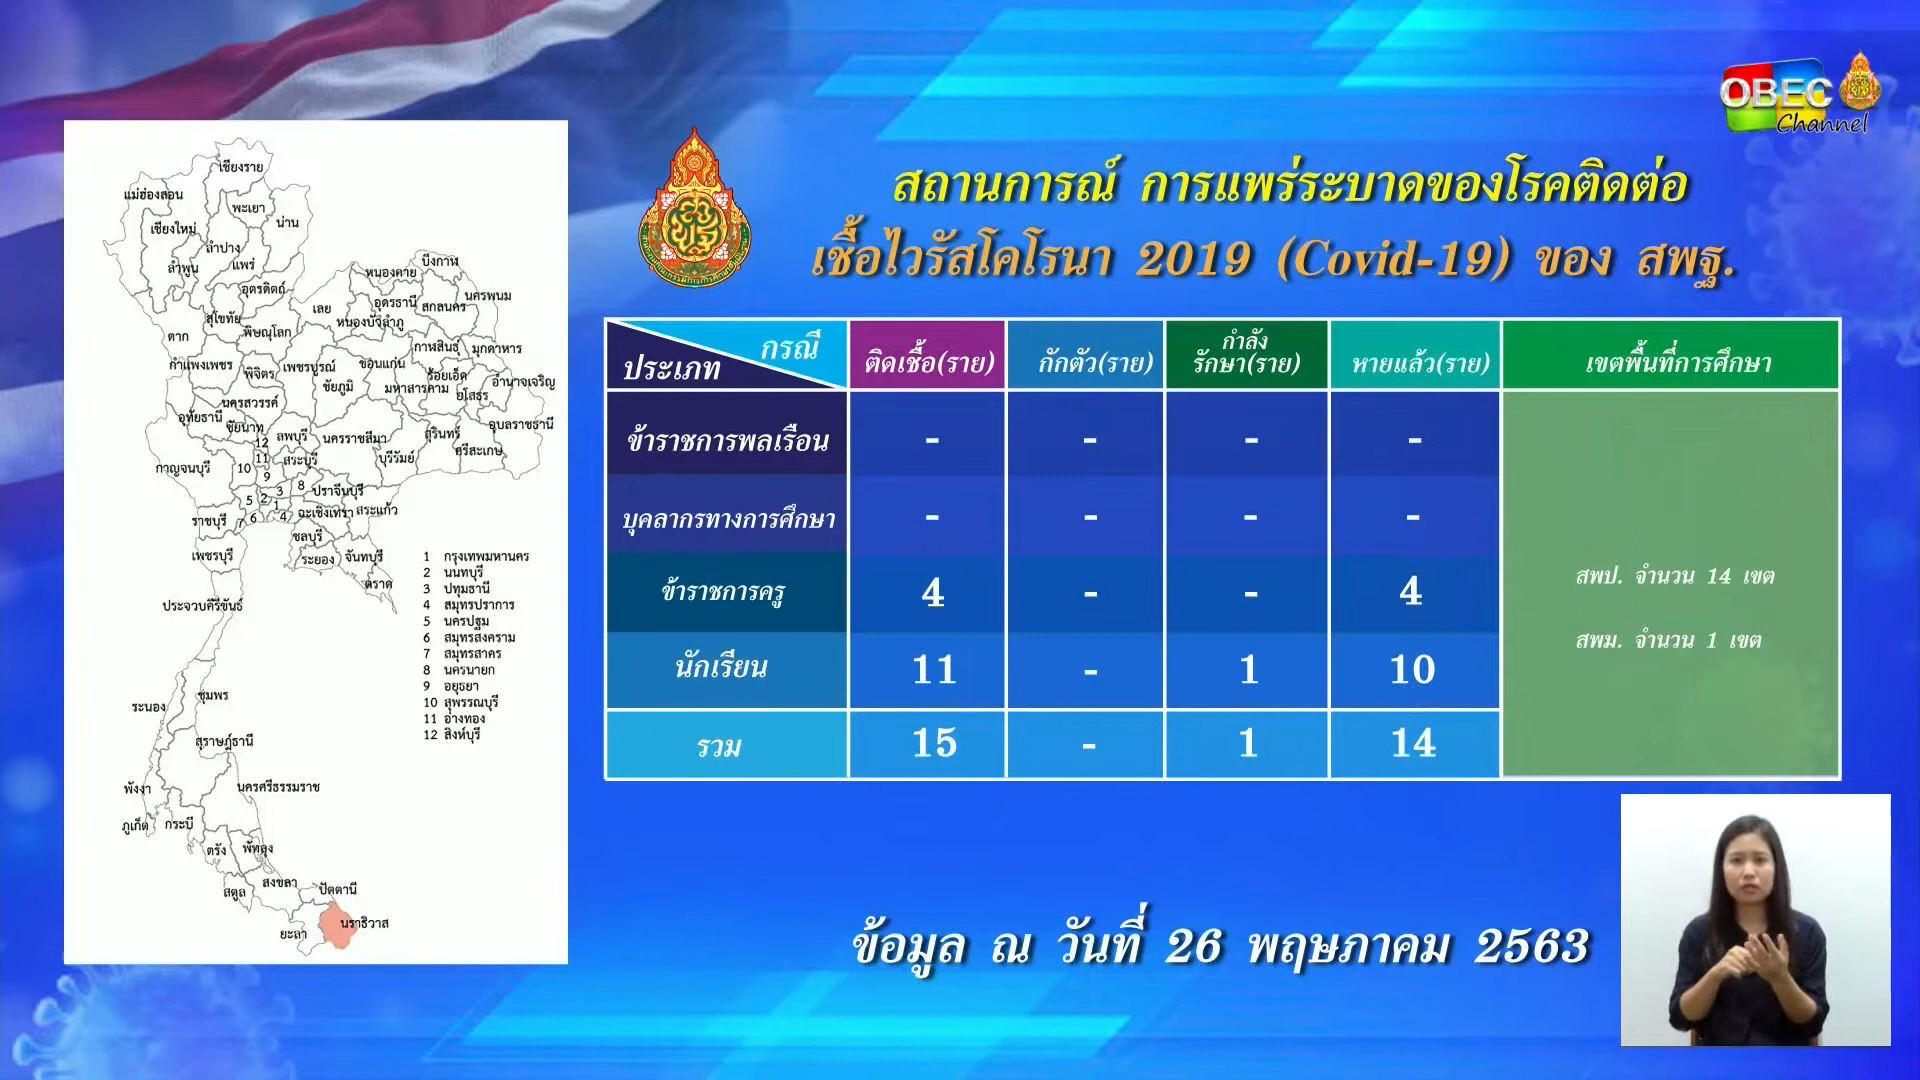 OBEC
Channel
สถานการณ์ การแพร่ระบาดของโรคติดต่อ
เชื้อไวรัสโคโรนา 2019 (Covid-19) ของ สพฐ.
กรณี
ประเภท
ติดเชื้อ(ราย)
กักตัว(ราย)
กำลัง
รักษา(ราย)
หายแล้ว(ราย)
เขตพื้นที่การศึกษา
ข้าราชการพลเรือน - - - -
บุคลากรทางการศึกษา - - - -
ข้าราชการครู 4 - - 4
นักเรียน 11 - 1 10
รวม 15 - 1 14
สพป. จำนวน 14 เขต
สพม. จำนวน 1 เขต
ข้อมูล ณ วันที่ 26 พฤษภาคม 2563
เชียงราย
แม่ฮ่องสอน
พะเยา
น่าน
เชียงใหม่
ลำปาง
ลำพูน
แพร่
บึงกาฬ
หนองคาย
อุตรดิตถ์
นครพนม
อุดรธานี
สกลนคร
เลย
สุโขทัย
หนองบัวลำภู
พิษณุโลก
ตาก
กาฬสินธุ์
มุกดาหาร
กำแพงเพชร
เพชรบูรณ์
ขอนแก่น
พิจิตร
ร้อยเอ็ด
อำนาจเจริญ
ชัยภูมิ
มหาสารคาม
ยโสธร
นครสวรรค์
อุทัยธานี
ชัยนาท
อุบลราชธานี
12
ลพบุรี
นครราชสีมา
สุรินทร์
ศรีสะเกษ
11
สระบุรี
บุรีรัมย์
กาญจนบุรี
10
9
8
ปราจีนบุรี
3
5
2
1
ฉะเชิงเทรา
สระแก้ว
ราชบุรี
7
6
4
ชลบุรี
เพชรบุรี
ระยอง
จันทบุรี
ตราด
1 กรุงเทพมหานคร
2 นนทบุรี
3 ปทุมธานี
4 สมุทรปราการ
5 นครปฐม
6 สมุทรสงคราม
7 สมุทรสาคร
8 นครนายก
9 อยุธยา
10 สุพรรณบุรี
11 อ่างทอง
12 สิงห์บุรี
ประจวบคีรีขันธ์
ชุมพร
ระนอง
สุราษฎ์ธานี
พังงา
นครศรีธรรมราช
ภูเก็ต
กระบี่
ตรัง
พัทลุง
สตูล
สงขลา
ปัตตานี
นราธิวาส
ยะลา